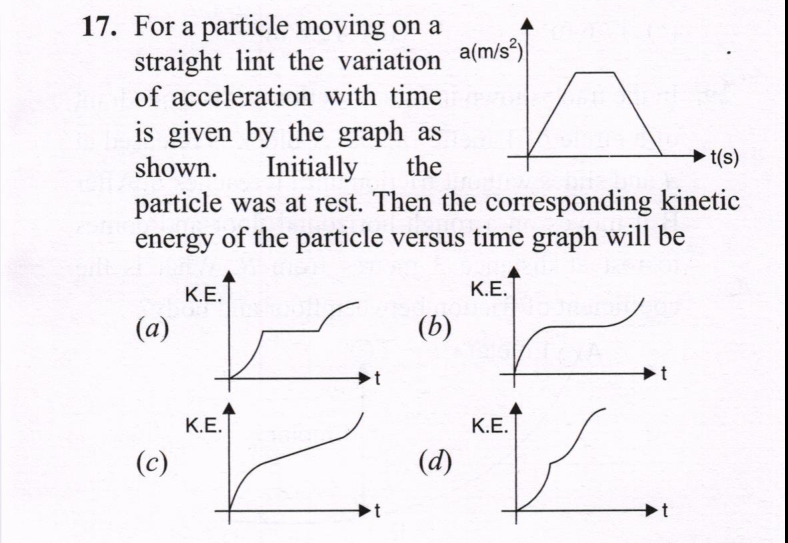 17. For a particle moving on a
straight lint the variation
of acceleration with time
is given by the graph as
shown. Initially the
particle was at rest. Then the corresponding kinetic
energy of the particle versus time graph will be
a(m/s²)
t(s)
(a) K.E. t
(b) K.E. t
(c) K.E. t
(d) K.E. t